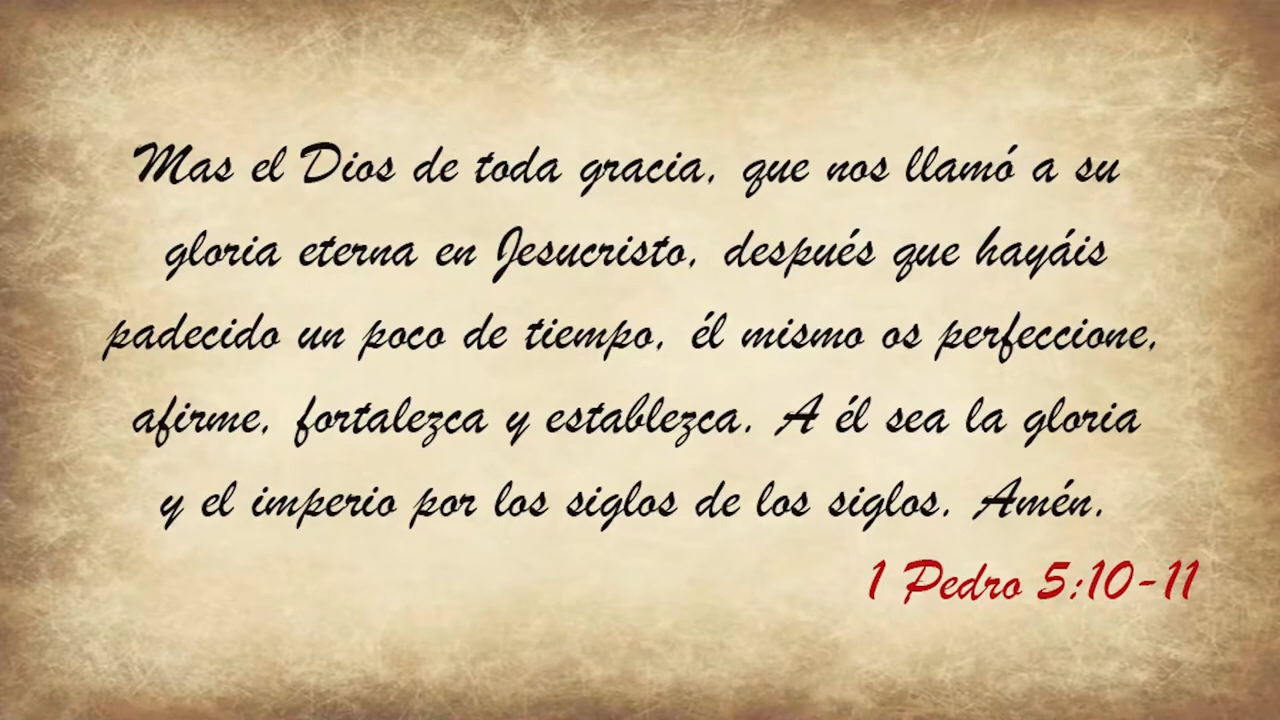 Mas el Dios de toda gracia, que nos llamó a su
gloria eterna en Jesucristo, después que hayáis
padecido un poco de tiempo, él mismo os perfeccione,
afirme, fortalezca y establezca. A él sea la gloria
y el imperio por los siglos de los siglos. Amén.
1 Pedro 5:10-11